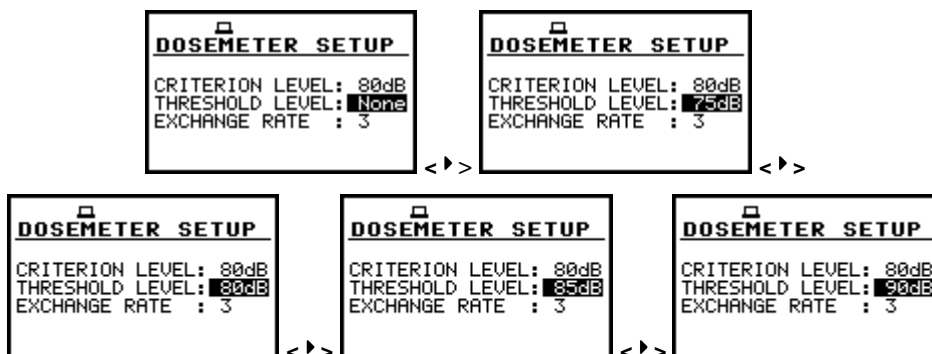 DOSEMETER SETUP
CRITERION LEVEL: 80dB
THRESHOLD LEVEL: None
EXCHANGE RATE : 3
< >
DOSEMETER SETUP
CRITERION LEVEL: 80dB
THRESHOLD LEVEL: 75dB
EXCHANGE RATE : 3
< >
DOSEMETER SETUP
CRITERION LEVEL: 80dB
THRESHOLD LEVEL: 80dB
EXCHANGE RATE : 3
< >
DOSEMETER SETUP
CRITERION LEVEL: 80dB
THRESHOLD LEVEL: 85dB
EXCHANGE RATE : 3
< >
DOSEMETER SETUP
CRITERION LEVEL: 80dB
THRESHOLD LEVEL: 90dB
EXCHANGE RATE : 3